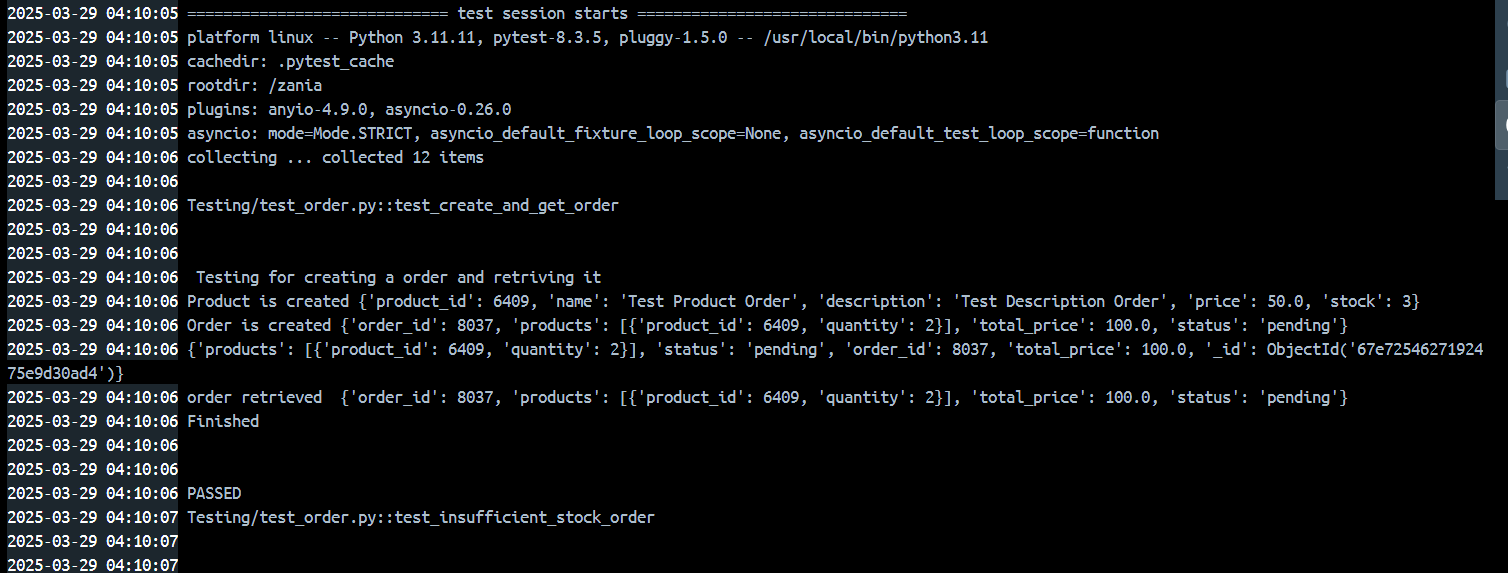 2025-03-29 04:10:05 ============================= test session starts ==============================
2025-03-29 04:10:05 platform linux -- Python 3.11.11, pytest-8.3.5, pluggy-1.5.0 -- /usr/local/bin/python3.11
2025-03-29 04:10:05 cachedir: .pytest_cache
2025-03-29 04:10:05 rootdir: /zania
2025-03-29 04:10:05 plugins: anyio-4.9.0, asyncio-0.26.0
2025-03-29 04:10:05 asyncio: mode=Mode.STRICT, asyncio_default_fixture_loop_scope=None, asyncio_default_test_loop_scope=function
2025-03-29 04:10:06 collecting ... collected 12 items
2025-03-29 04:10:06
2025-03-29 04:10:06 Testing/test_order.py::test_create_and_get_order
2025-03-29 04:10:06
2025-03-29 04:10:06
2025-03-29 04:10:06  Testing for creating a order and retriving it
2025-03-29 04:10:06 Product is created {'product_id': 6409, 'name': 'Test Product Order', 'description': 'Test Description Order', 'price': 50.0, 'stock': 3}
2025-03-29 04:10:06 Order is created {'order_id': 8037, 'products': [{'product_id': 6409, 'quantity': 2}], 'total_price': 100.0, 'status': 'pending'}
2025-03-29 04:10:06 {'products': [{'product_id': 6409, 'quantity': 2}], 'status': 'pending', 'order_id': 8037, 'total_price': 100.0, '_id': ObjectId('67e72546271924
75e9d30ad4')}
2025-03-29 04:10:06 order retrieved  {'order_id': 8037, 'products': [{'product_id': 6409, 'quantity': 2}], 'total_price': 100.0, 'status': 'pending'}
2025-03-29 04:10:06 Finished
2025-03-29 04:10:06
2025-03-29 04:10:06
2025-03-29 04:10:06 PASSED
2025-03-29 04:10:07 Testing/test_order.py::test_insufficient_stock_order
2025-03-29 04:10:07
2025-03-29 04:10:07